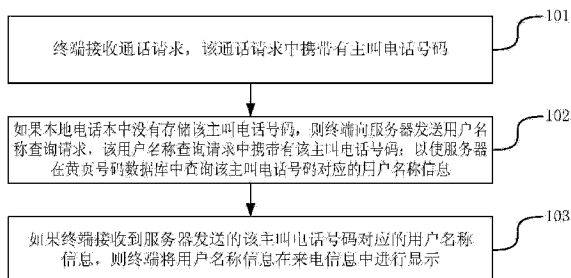 101
终端接收通话请求，该通话请求中携带有主叫电话号码
102
如果本地电话本中没有存储该主叫电话号码，则终端向服务器发送用户名
称查询请求，该用户名称查询请求中携带有该主叫电话号码；以使服务器
在黄页号码数据库中查询该主叫电话号码对应的用户名称信息
103
如果终端接收到服务器发送的该主叫电话号码对应的用户名称
信息，则终端将用户名称信息在来电信息中进行显示